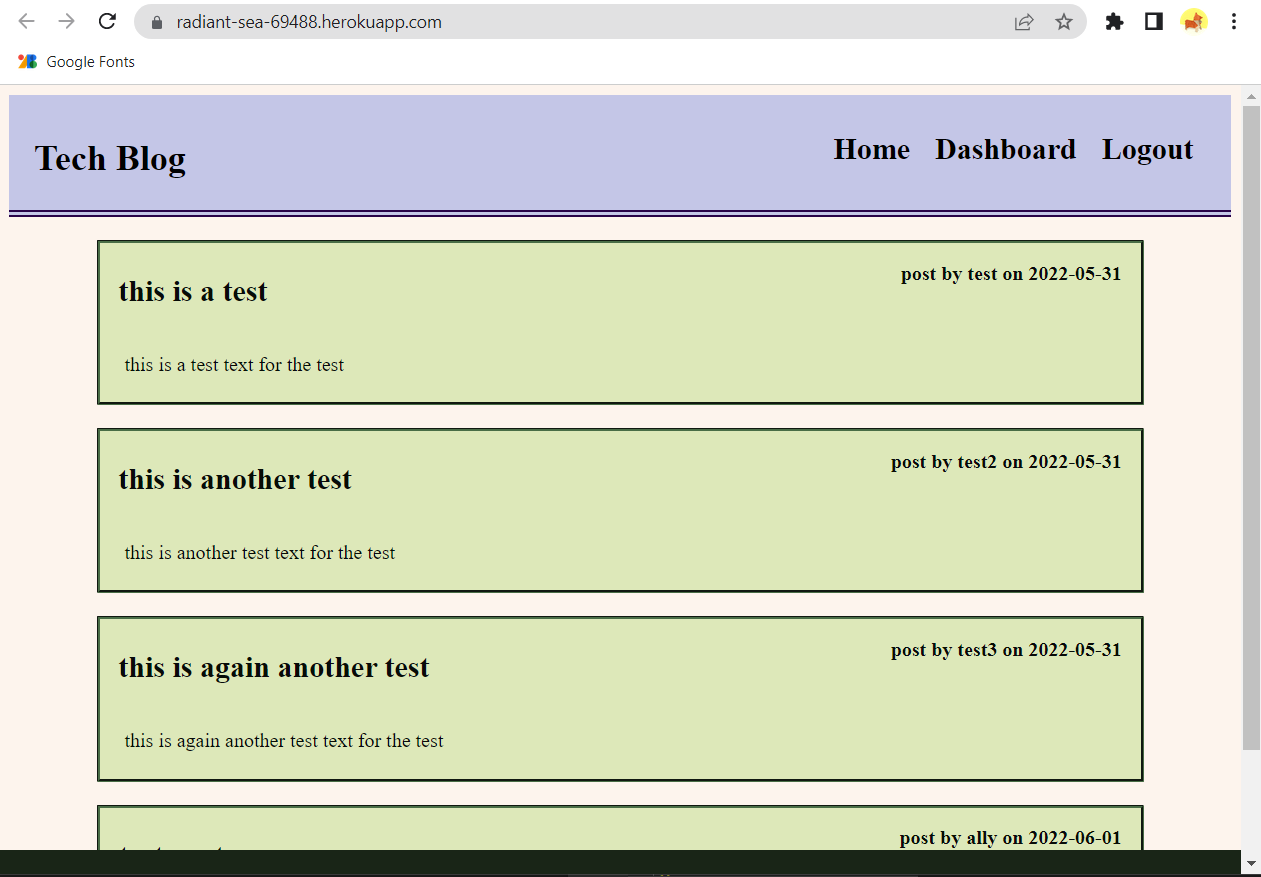 radiant-sea-69488.herokuapp.com
Google Fonts
Tech Blog
Home Dashboard Logout
this is a test
post by test on 2022-05-31
this is a test text for the test
this is another test
post by test2 on 2022-05-31
this is another test text for the test
this is again another test
post by test3 on 2022-05-31
this is again another test text for the test
post by ally on 2022-06-01